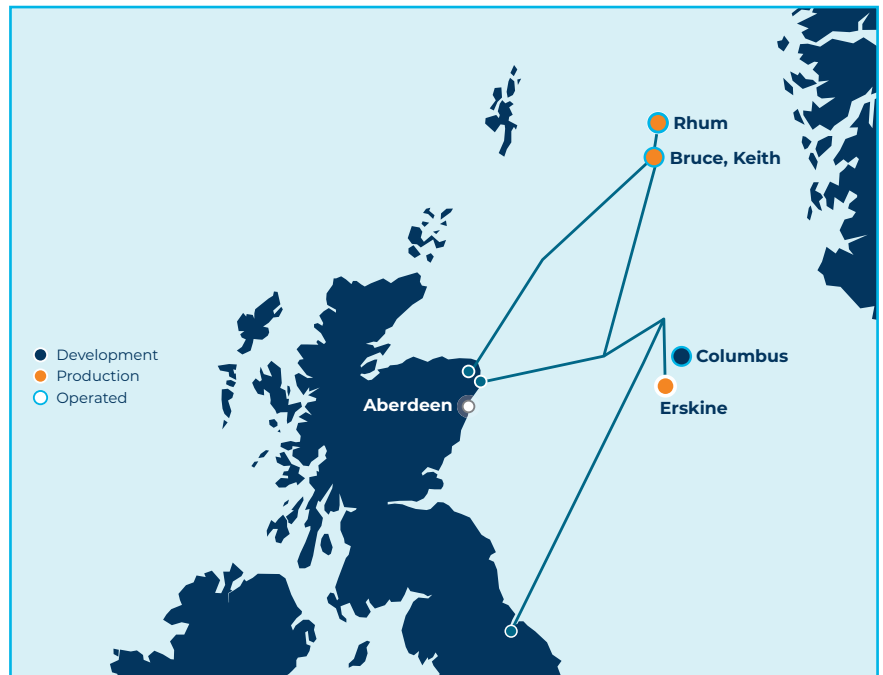 Rhum
Bruce, Keith
Development
Production
Operated
Columbus
Aberdeen
Erskine